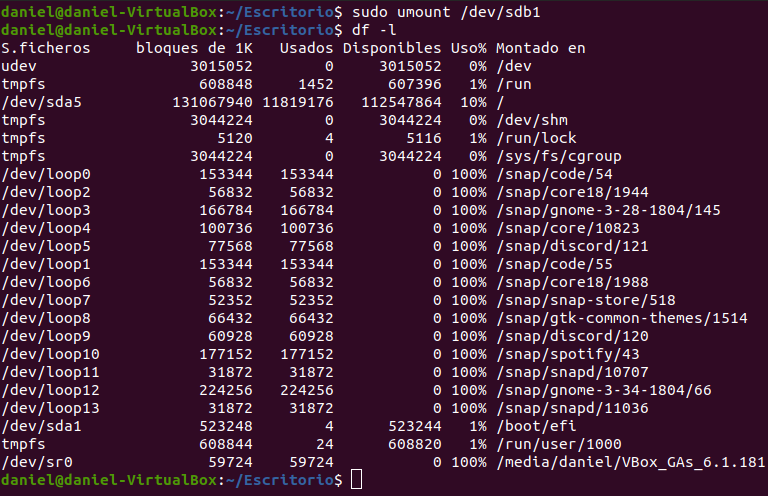 daniel@daniel-VirtualBox:~/Escritorio$ sudo umount /dev/sdb1
daniel@daniel-VirtualBox:~/Escritorio$ df -l
S.ficheros     bloques de 1K   Usados Disponibles Uso% Montado en
udev                 3015052        0     3015052   0% /dev
tmpfs                 608848     1452      607396   1% /run
/dev/sda5          131067940 11819176   112547864  10% /
tmpfs                3044224        0     3044224   0% /dev/shm
tmpfs                   5120        4        5116   1% /run/lock
tmpfs                3044224        0     3044224   0% /sys/fs/cgroup
/dev/loop0            153344   153344           0 100% /snap/code/54
/dev/loop2             56832    56832           0 100% /snap/core18/1944
/dev/loop3            166784   166784           0 100% /snap/gnome-3-28-1804/145
/dev/loop4            100736   100736           0 100% /snap/core/10823
/dev/loop5             77568    77568           0 100% /snap/discord/121
/dev/loop1            153344   153344           0 100% /snap/code/55
/dev/loop6             56832    56832           0 100% /snap/core18/1988
/dev/loop7             52352    52352           0 100% /snap/snap-store/518
/dev/loop8             66432    66432           0 100% /snap/gtk-common-themes/1514
/dev/loop9             60928    60928           0 100% /snap/discord/120
/dev/loop10           177152   177152           0 100% /snap/spotify/43
/dev/loop11            31872    31872           0 100% /snap/snapd/10707
/dev/loop12           224256   224256           0 100% /snap/gnome-3-34-1804/66
/dev/loop13            31872    31872           0 100% /snap/snapd/11036
/dev/sda1             523248        4      523244   1% /boot/efi
tmpfs                 608844       24      608820   1% /run/user/1000
/dev/sr0               59724    59724           0 100% /media/daniel/VBox_GAs_6.1.181
daniel@daniel-VirtualBox:~/Escritorio$